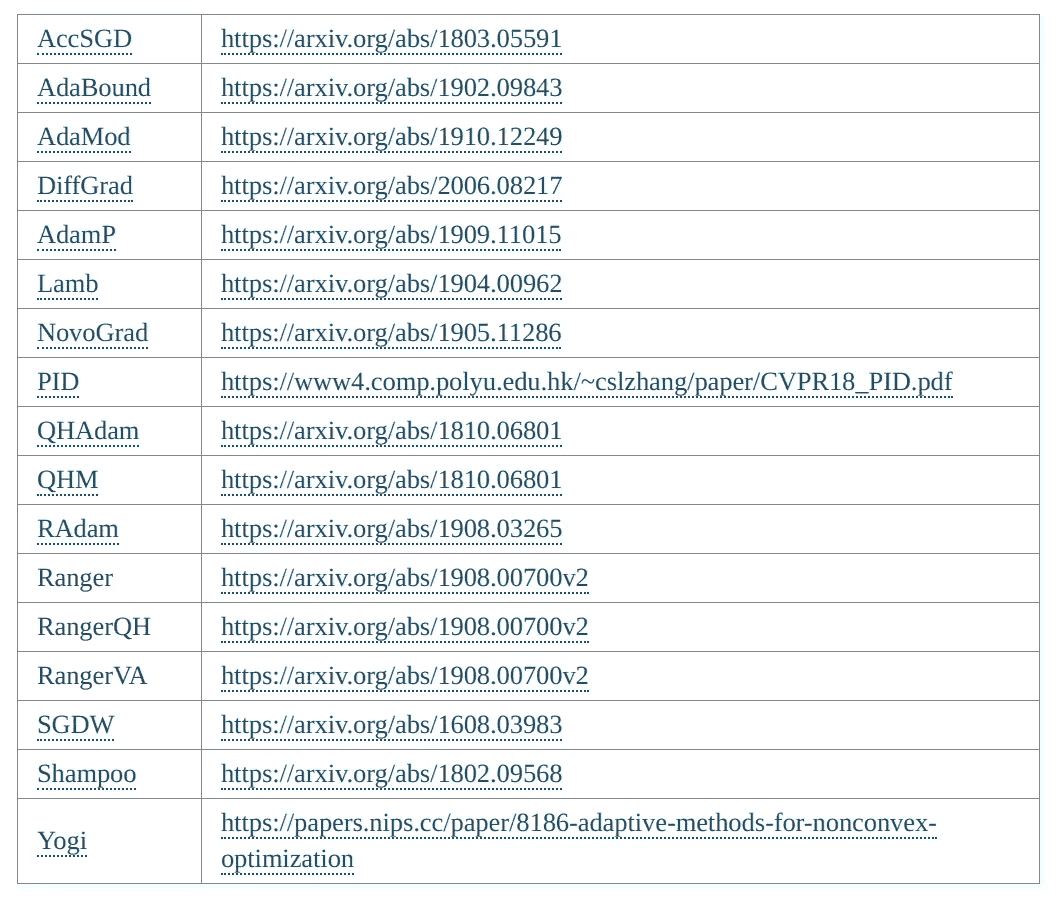 AccSGD https://arxiv.org/abs/1803.05591
AdaBound https://arxiv.org/abs/1902.09843
AdaMod https://arxiv.org/abs/1910.12249
DiffGrad https://arxiv.org/abs/2006.08217
AdamP https://arxiv.org/abs/1909.11015
Lamb https://arxiv.org/abs/1904.00962
NovoGrad https://arxiv.org/abs/1905.11286
PID https://www4.comp.polyu.edu.hk/~cslzhang/paper/CVPR18_PID.pdf
QHAdam https://arxiv.org/abs/1810.06801
QHM https://arxiv.org/abs/1810.06801
RAdam https://arxiv.org/abs/1908.03265
Ranger https://arxiv.org/abs/1908.00700v2
RangerQH https://arxiv.org/abs/1908.00700v2
RangerVA https://arxiv.org/abs/1908.00700v2
SGDW https://arxiv.org/abs/1608.03983
Shampoo https://arxiv.org/abs/1802.09568
Yogi https://papers.nips.cc/paper/8186-adaptive-methods-for-nonconvex-
optimization